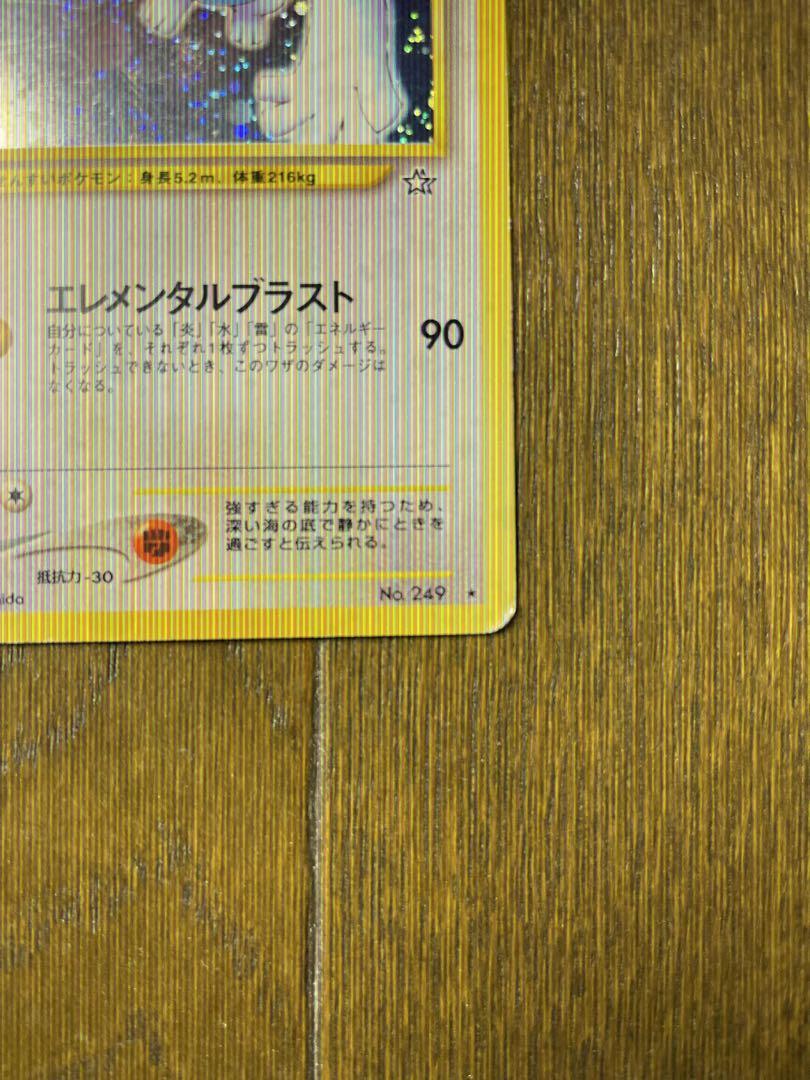 んすいポケモン：身長5.2m、体重216kg
エレメンタルブラスト
自分についている「炎」「水」「雷」の「エネルギー
カード」を、それぞれ1枚ずつトラッシュする。
トラッシュできないとき、このワザのダメージは
なくなる。
90
強すぎる能力を持つため、
深い海の底で静かにときを
過ごすと伝えられる。
抵抗力 -30
ida
No. 249 ★